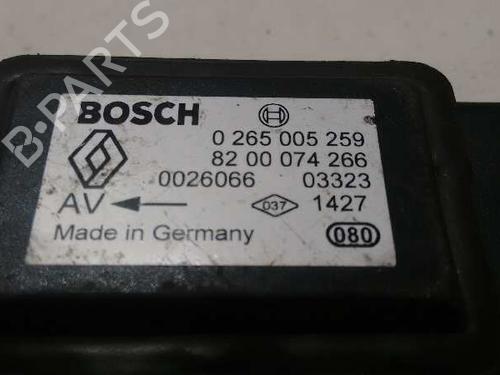 BOSCH
0 265 005 259
82 00 074 266
0026066 03323
AV 037 1427
Made in Germany 080
B-PARTS